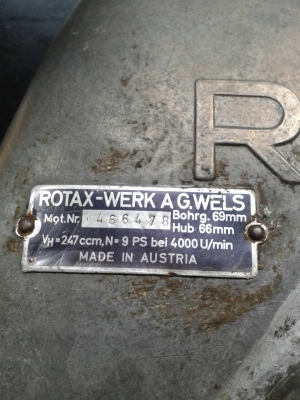 R
ROTAX-WERK A.G.WELS
Mot.Nr. 1466478 Bohrg. 69mm
Hub 66mm
VH=247ccm,N=9 PS bei 4000 U/min
MADE IN AUSTRIA